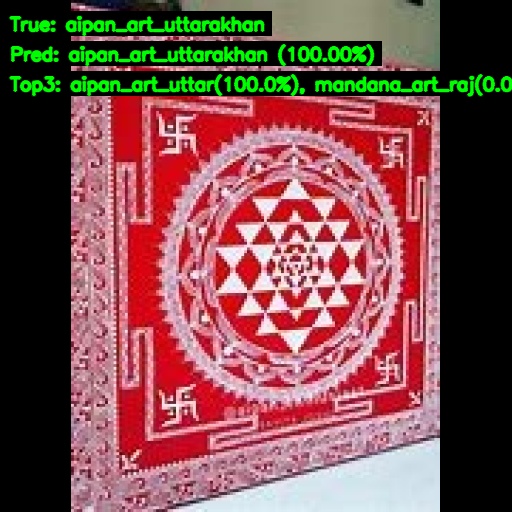 True: aipan_art_uttarakhan
Pred: aipan_art_uttarakhan (100.00%)
Top3: aipan_art_uttar(100.0%), mandana_art_raj(0.0